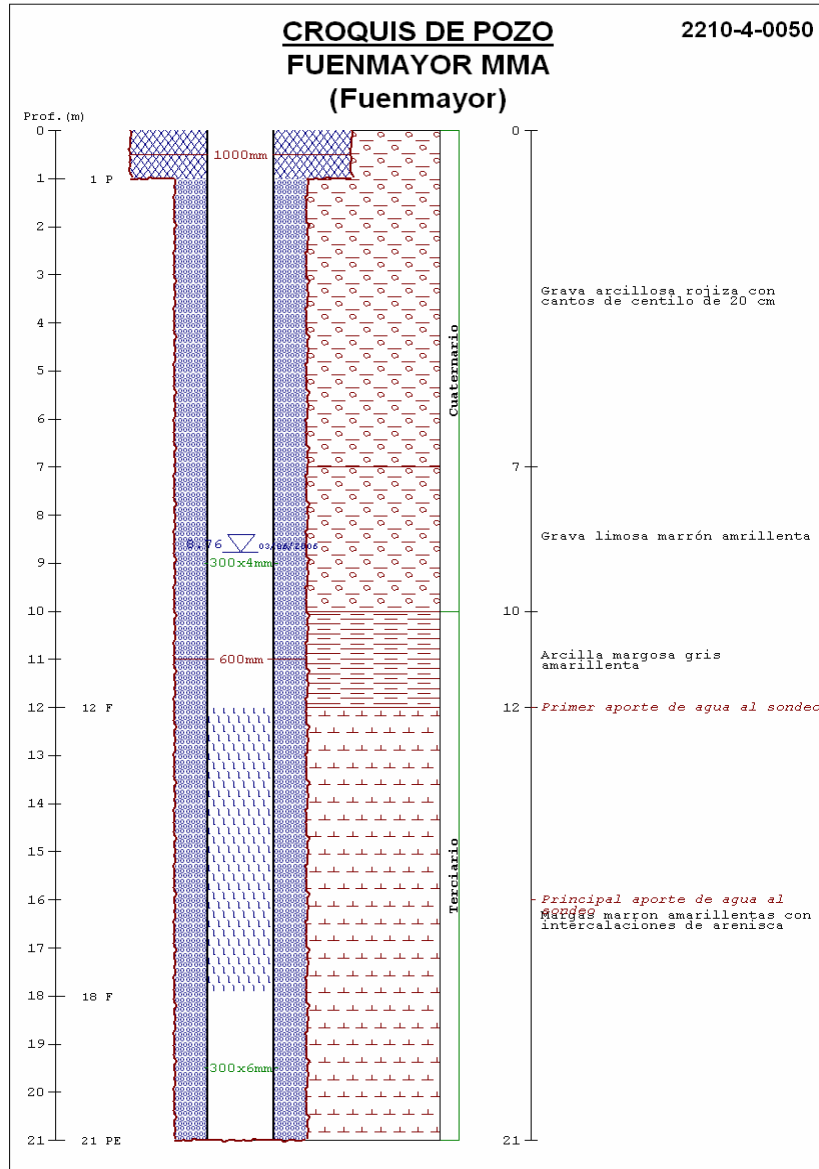 CROQUIS DE POZO
2210-4-0050
FUENMAYOR MMA
(Fuenmayor)
Prof.(m)
0
0
1000mm
1
1 P
2
3
Grava arcillosa rojiza con
cantos de centilo de 20 cm
4
5
Cuaternario
6
7
7
8
Grava limosa marrón amrillenta
8.76
03/06/2006
9
300x4mm
10
10
11
600mm
Arcilla margosa gris
amarillenta
12
12 F
12
Primer aporte de agua al sondeo
13
14
15
Terciario
16
Principal aporte de agua al
sondeo
Margas marron amarillentas con
intercalaciones de arenisca
17
18
18 F
19
300x6mm
20
21
21 PE
21